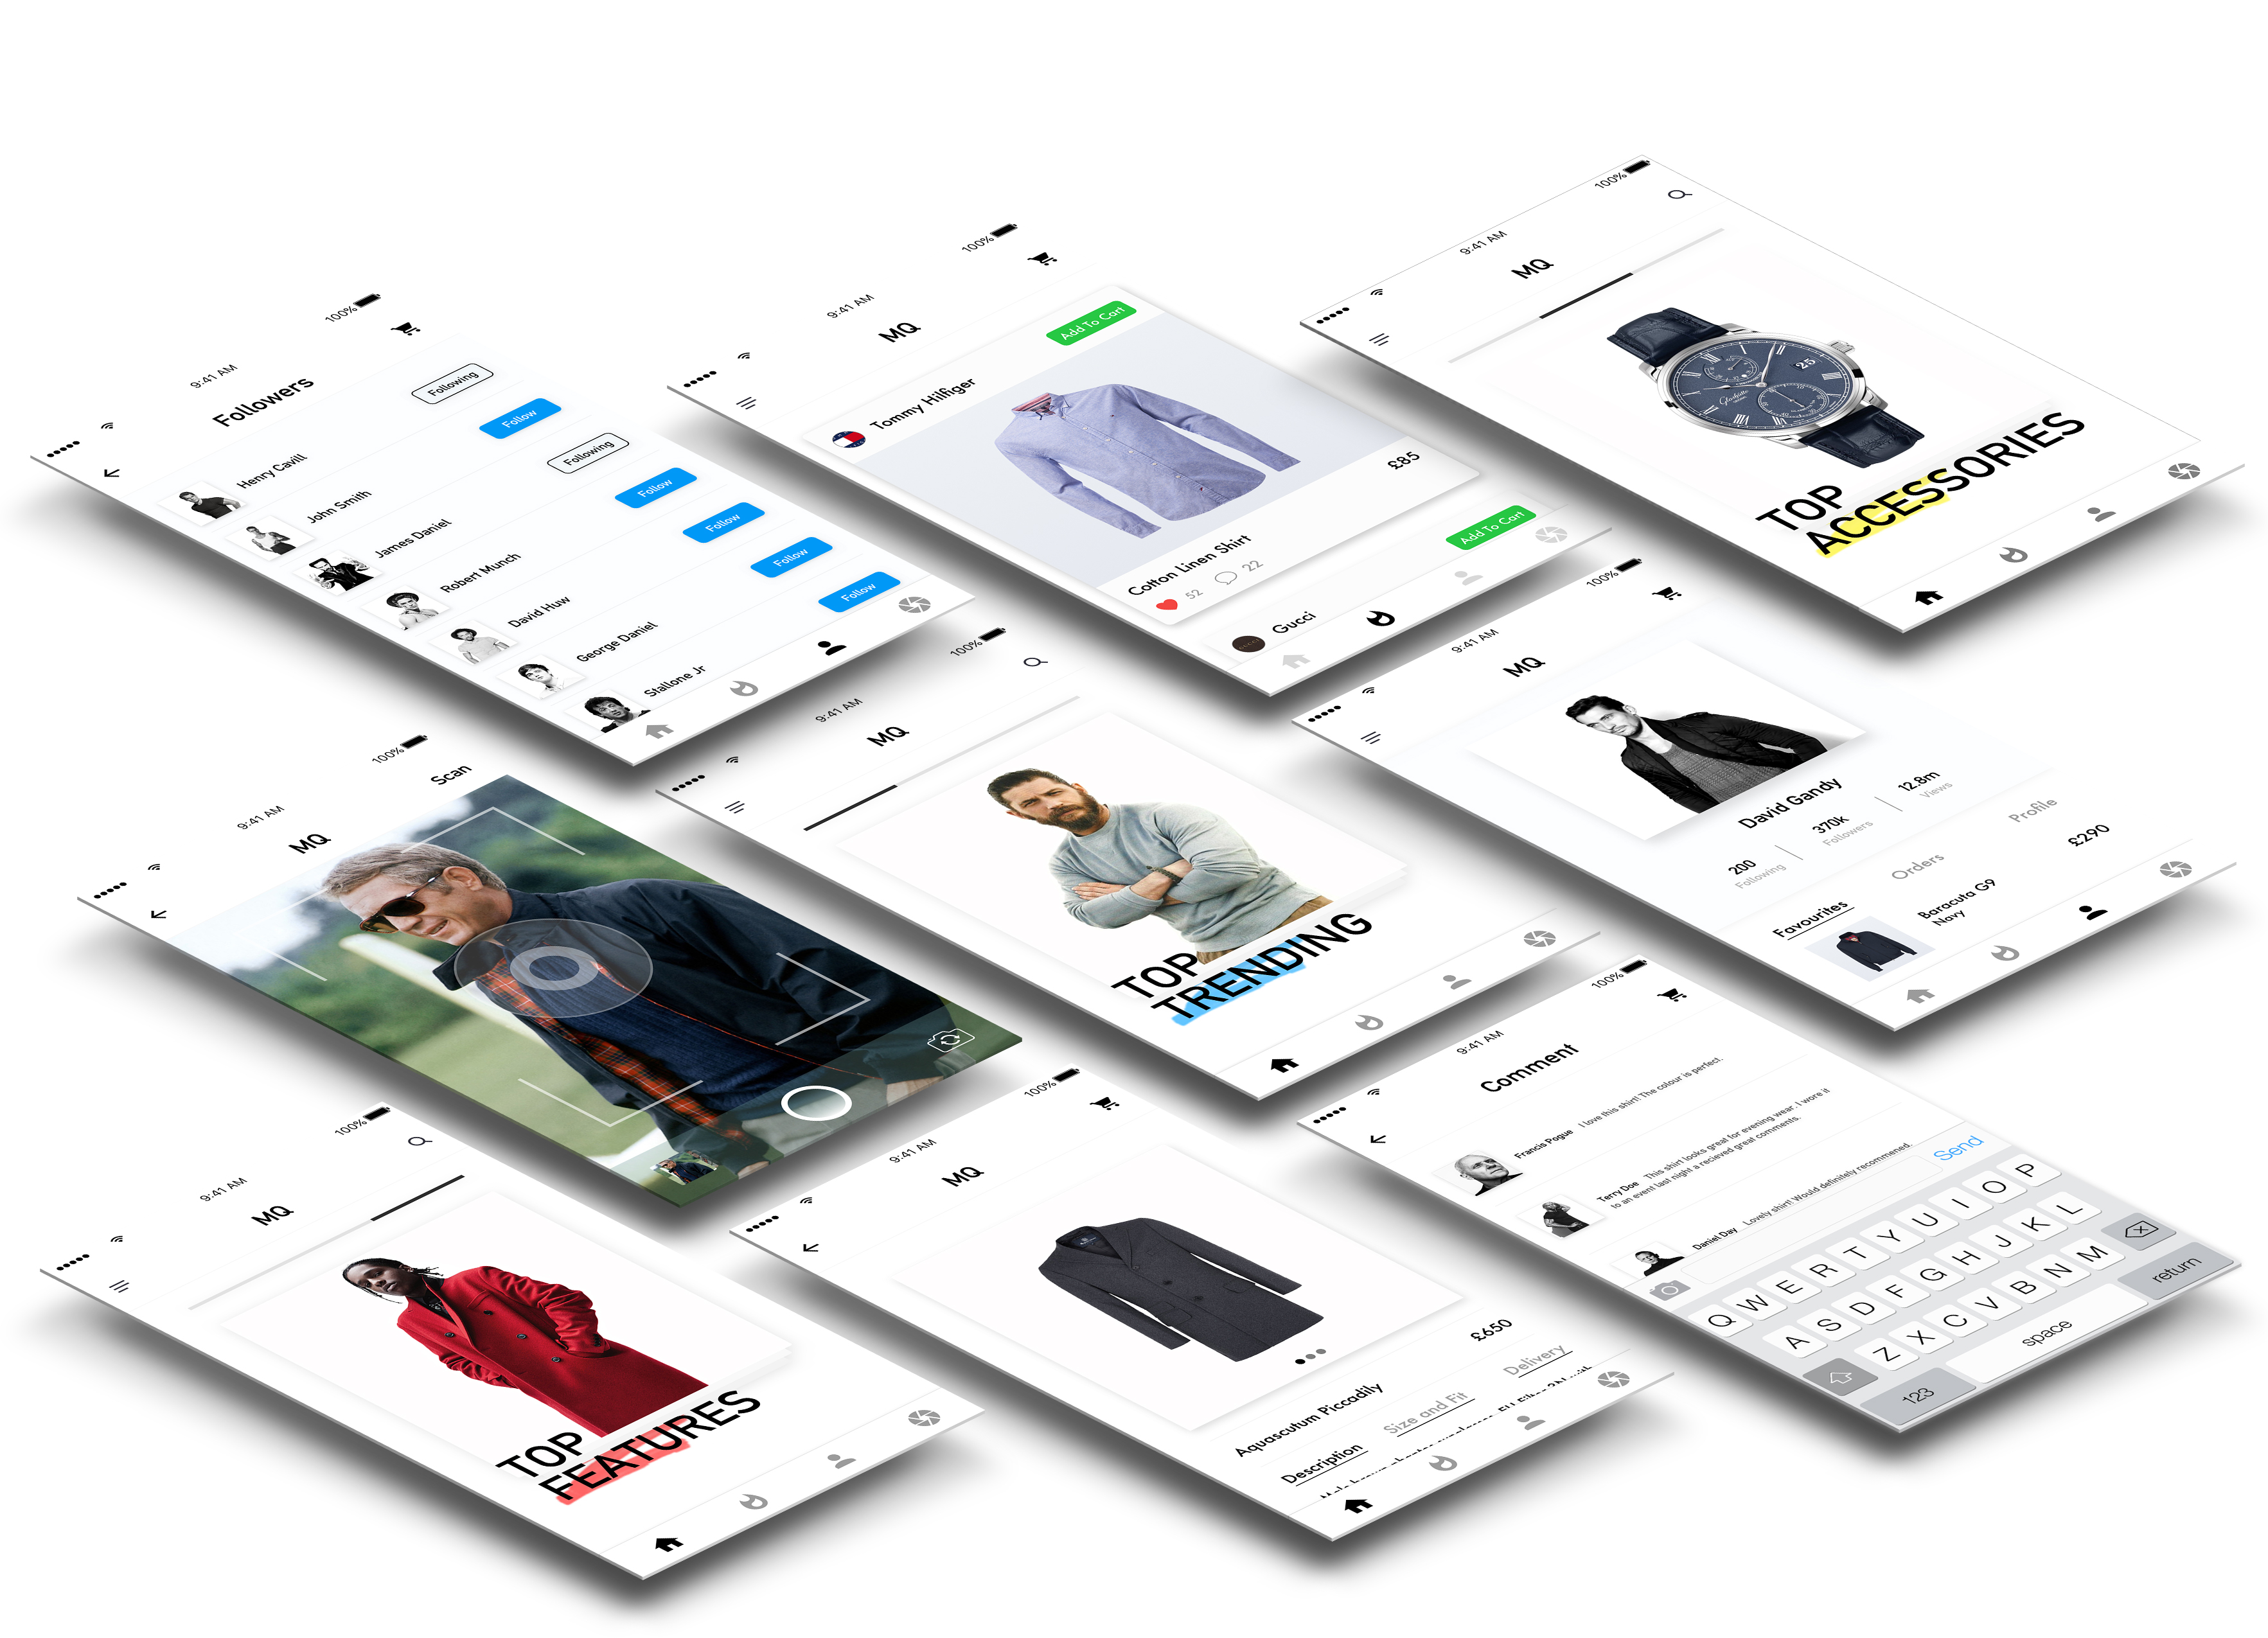 9:41 AM
100%
Followers
Henry Cavill
Following
John Smith
Follow
James Daniel
Following
Robert Munch
Follow
David Huw
Follow
George Daniel
Follow
Stallone Jr
Follow
9:41 AM
100%
MQ
Tommy Hilfiger
Add To Cart
£85
Cotton Linen Shirt
52
22
Gucci
Add To Cart
9:41 AM
100%
MQ
25
TOP
ACCESSORIES
9:41 AM
100%
MQ
Scan
9:41 AM
100%
MQ
TOP
TRENDING
9:41 AM
100%
MQ
David Gandy
200
Following
370k
Followers
12.8m
Views
Favourites
Orders
Profile
Baracuta G9
Navy
£290
9:41 AM
100%
MQ
TOP
FEATURES
9:41 AM
100%
MQ
Aquascutum Piccadily
£650
Description
Size and Fit
Delivery
9:41 AM
100%
Comment
Francis Pogue I love this shirt! The colour is perfect.
Terry Doe This shirt looks great for evening wear. I wore it
to an event last night a recieved great comments.
Daniel Day Lovely shirt! Would definitely recommened.
Send
Q W E R T Y U I O P
A S D F G H J K L
Z X C V B N M
123
space
return